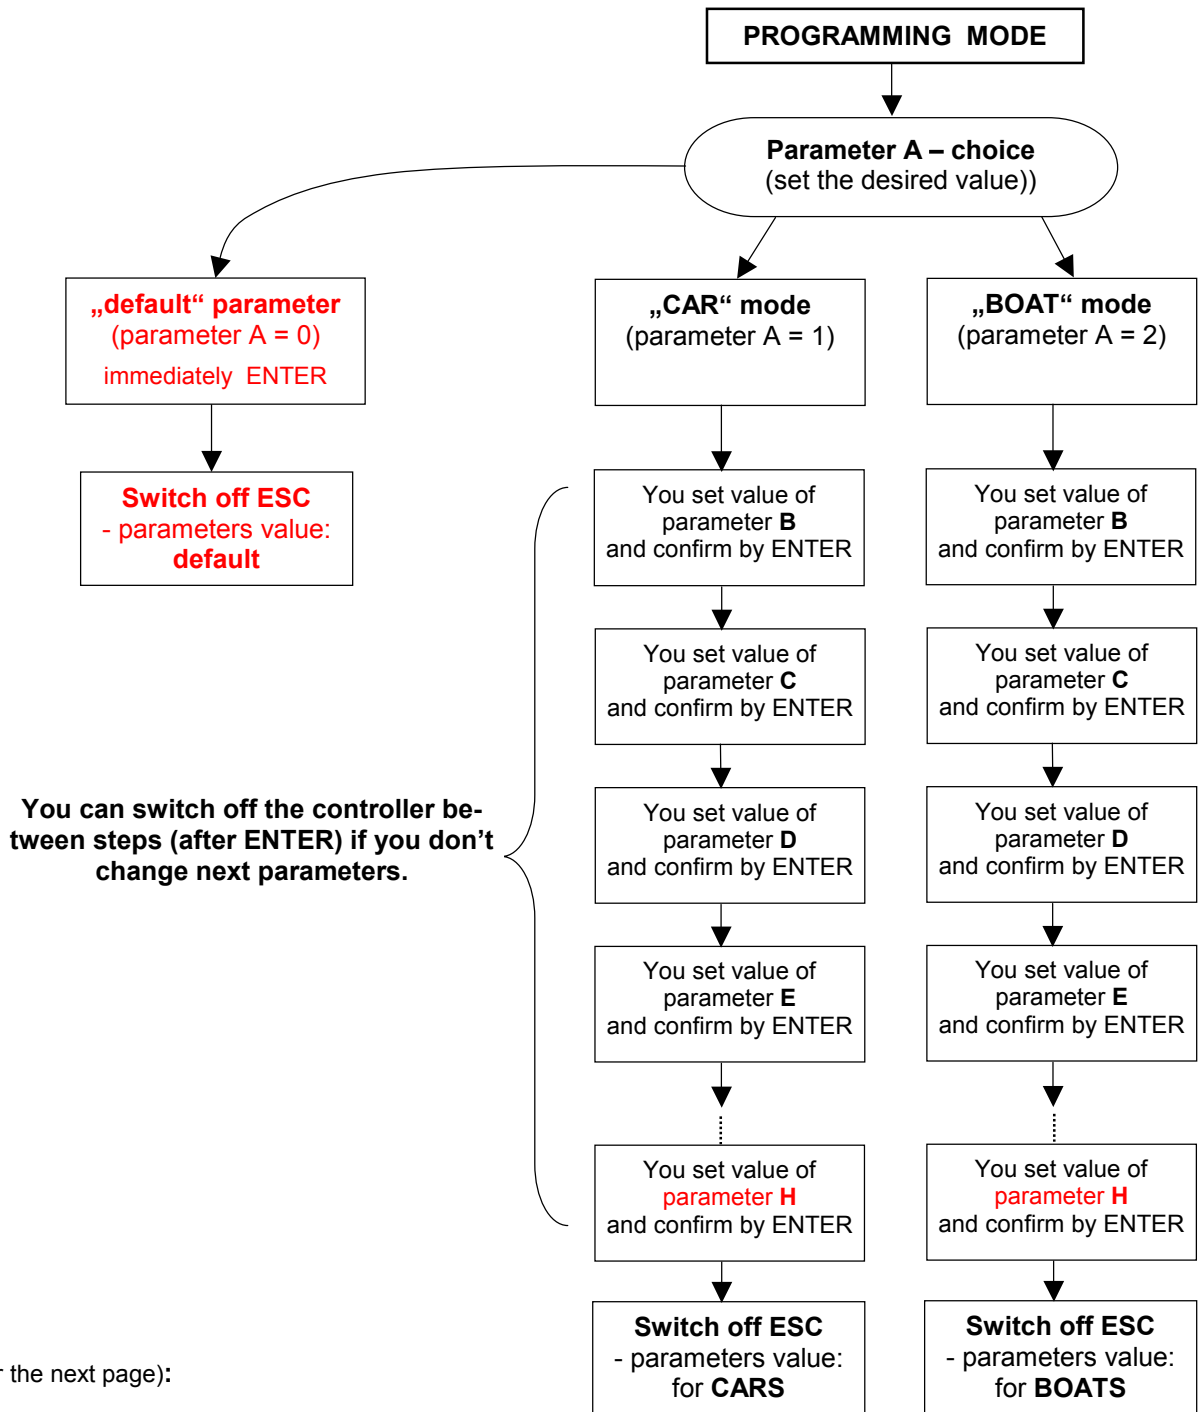 PROGRAMMING MODE
Parameter A – choice
(set the desired value))
„default“ parameter
(parameter A = 0)
immediately ENTER
Switch off ESC
- parameters value:
default
„CAR“ mode
(parameter A = 1)
You set value of
parameter B
and confirm by ENTER
You set value of
parameter C
and confirm by ENTER
You set value of
parameter D
and confirm by ENTER
You set value of
parameter E
and confirm by ENTER
You set value of
parameter H
and confirm by ENTER
Switch off ESC
- parameters value:
for CARS
„BOAT“ mode
(parameter A = 2)
You set value of
parameter B
and confirm by ENTER
You set value of
parameter C
and confirm by ENTER
You set value of
parameter D
and confirm by ENTER
You set value of
parameter E
and confirm by ENTER
You set value of
parameter H
and confirm by ENTER
Switch off ESC
- parameters value:
for BOATS
You can switch off the controller be-
tween steps (after ENTER) if you don’t
change next parameters.
the next page):